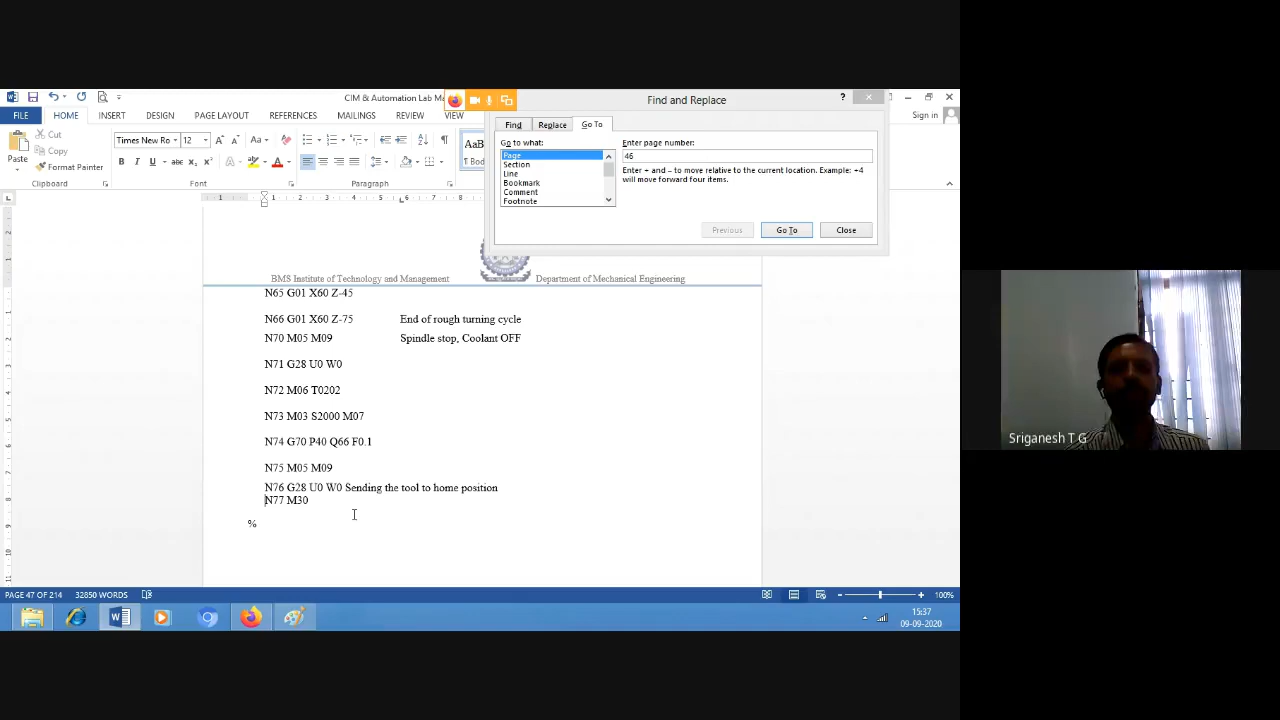 CIM & Automation Lab Ma
Find and Replace
?
Sign in
FILE HOME INSERT DESIGN PAGE LAYOUT REFERENCES MAILINGS REVIEW VIEW
Find Replace Go To
Cut
Copy
Format Painter
Paste
Times New Ro 12
Aa
B I U abc
AaB
¶ Bod
Clipboard Font Paragraph
Go to what:
Page
Section
Line
Bookmark
Comment
Footnote
Enter page number:
46
Enter + and – to move relative to the current location. Example: +4
will move forward four items.
Previous Go To Close
BMS Institute of Technology and Management Department of Mechanical Engineering
N65 G01 X60 Z-45
N66 G01 X60 Z-75 End of rough turning cycle
N70 M05 M09 Spindle stop, Coolant OFF
N71 G28 U0 W0
N72 M06 T0202
N73 M03 S2000 M07
N74 G70 P40 Q66 F0.1
N75 M05 M09
N76 G28 U0 W0 Sending the tool to home position
N77 M30
%
Sriganesh T G
PAGE 47 OF 214 32850 WORDS 100%
15:37
09-09-2020